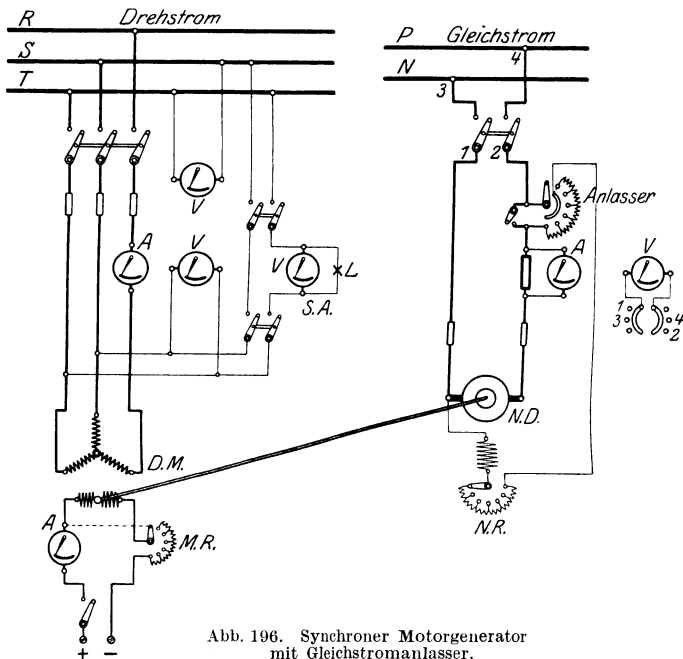 R Drehstrom
S
T
P Gleichstrom
4
N
3
1 2
V
Anlasser
A
V
V
L
A
V
S.A.
1
3
4
2
N.D.
D.M.
A
M.R.
N.R.
+ −
Abb. 196. Synchroner Motorgenerator
mit Gleichstromanlasser.